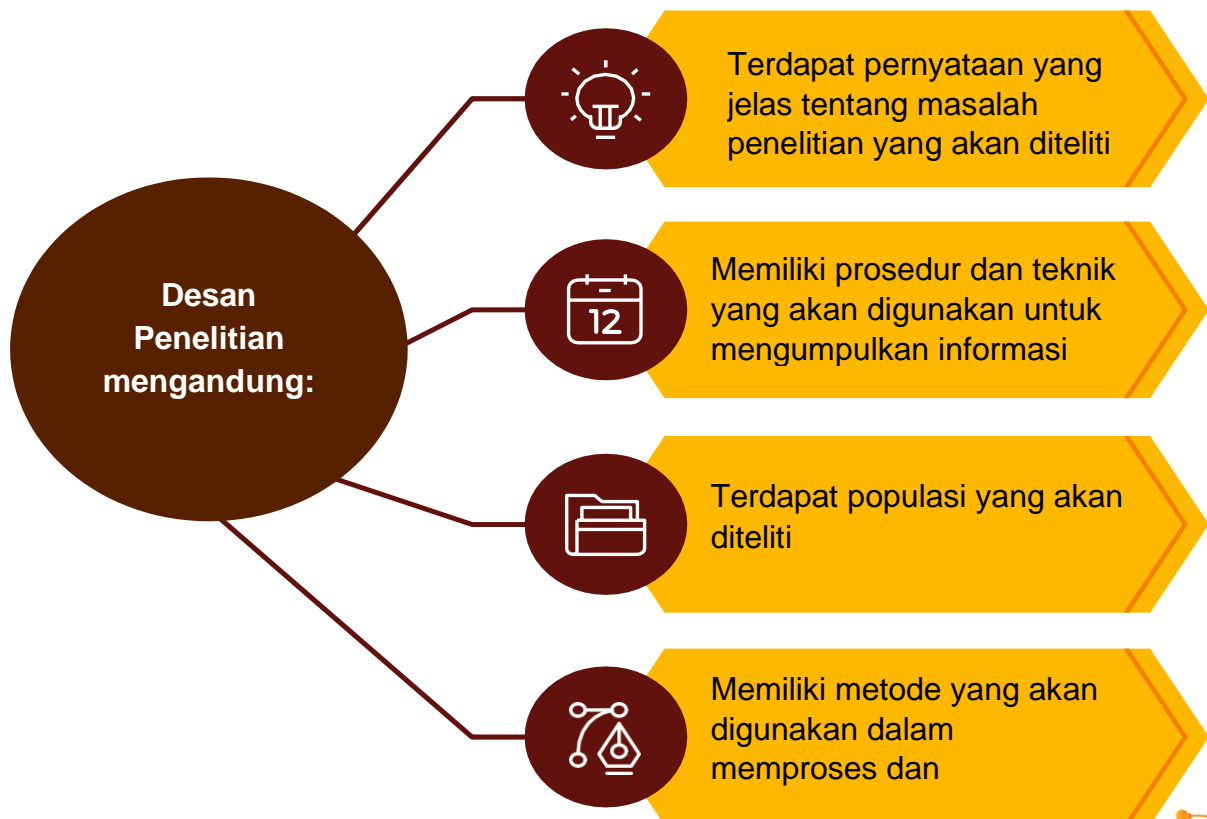 Desan
Penelitian
mengandung:
Terdapat pernyataan yang
jelas tentang masalah
penelitian yang akan diteliti
12
Memiliki prosedur dan teknik
yang akan digunakan untuk
mengumpulkan informasi
Terdapat populasi yang akan
diteliti
Memiliki metode yang akan
digunakan dalam
memproses dan